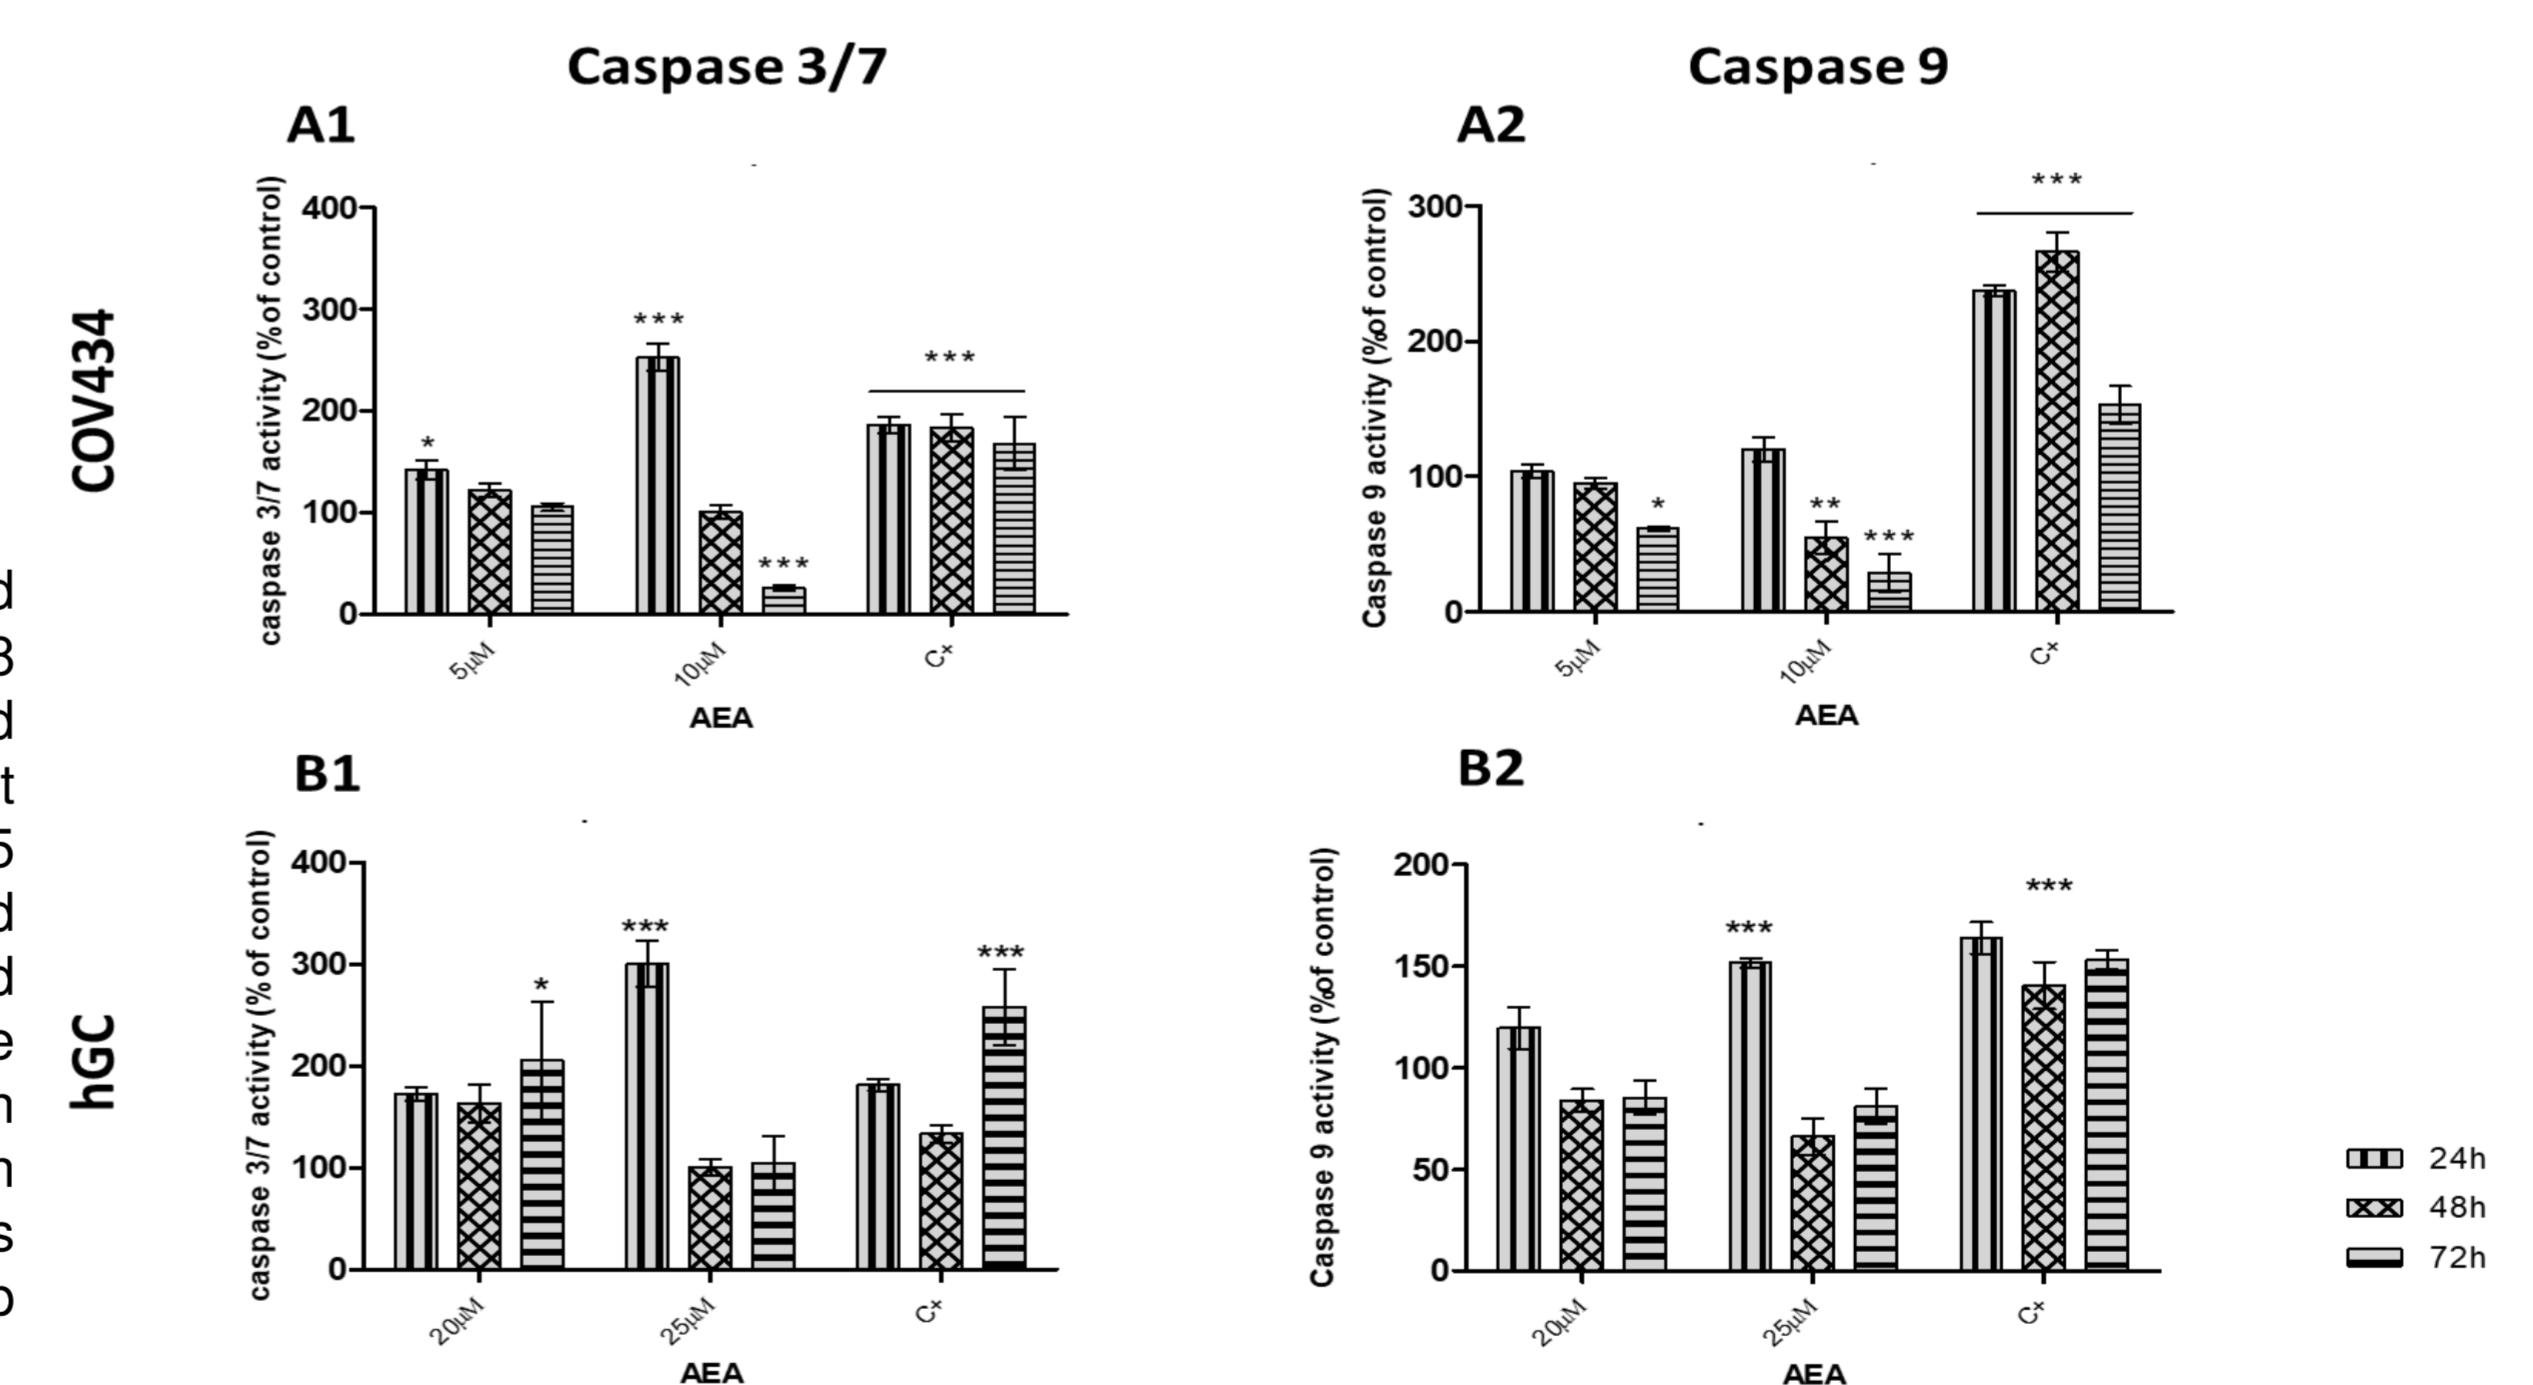 Caspase 3/7
Caspase 9
A1
A2
COV434
caspase 3/7 activity (% of control)
400
300
200
100
0
*
***
***
***
5µM
10µM
C+
AEA
Caspase 9 activity (% of control)
300
200
100
0
*
**
***
***
5µM
10µM
C+
AEA
B1
B2
hGC
caspase 3/7 activity (% of control)
400
300
200
100
0
*
***
***
20µM
25µM
C+
AEA
Caspase 9 activity (% of control)
200
150
100
50
0
***
***
20µM
25µM
C+
AEA
24h
48h
72h